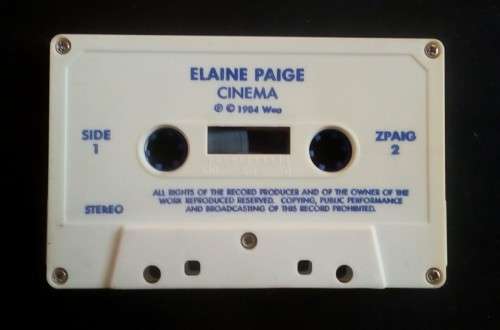 ELAINE PAIGE
CINEMA
℗ © 1984 Wea
SIDE
1
ZPAIG
2
ALL RIGHTS OF THE RECORD PRODUCER AND OF THE OWNER OF THE
WORK REPRODUCED RESERVED. COPYING, PUBLIC PERFORMANCE
AND BROADCASTING OF THIS RECORD PROHIBITED.
STEREO